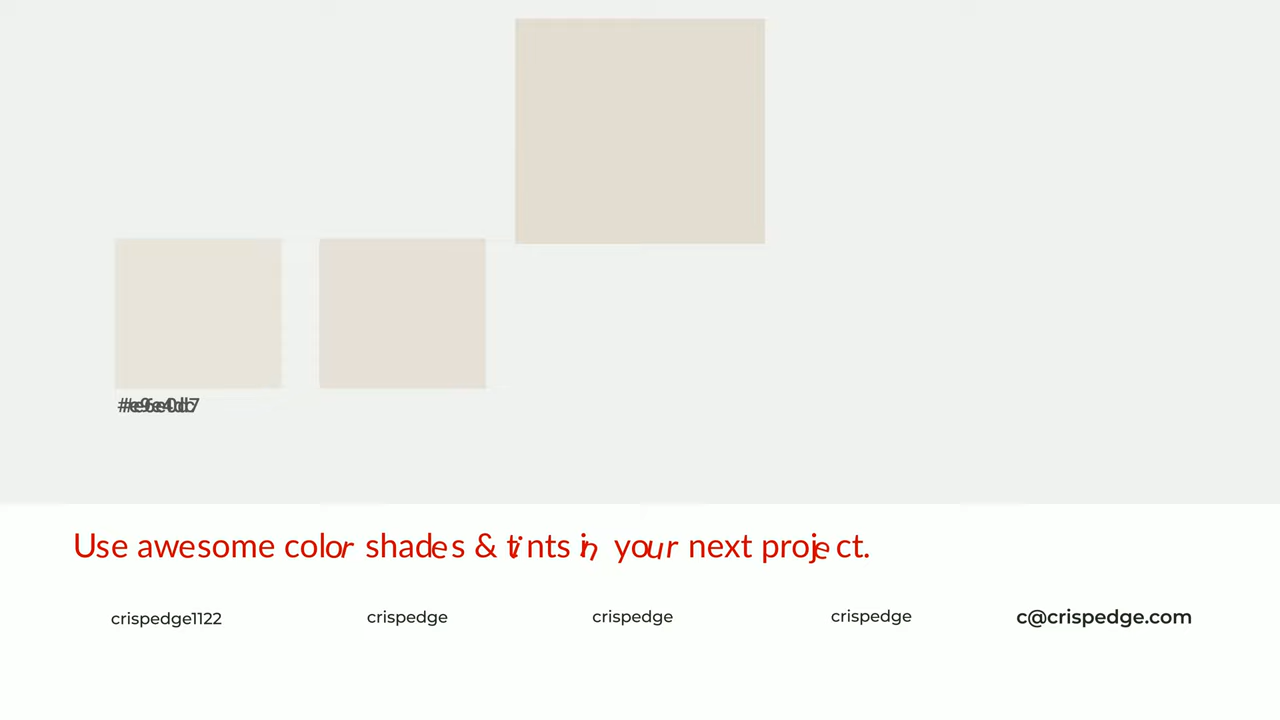 Use awesome color shades & tints in your next project.
crispedge1122 crispedge crispedge crispedge c@crispedge.com